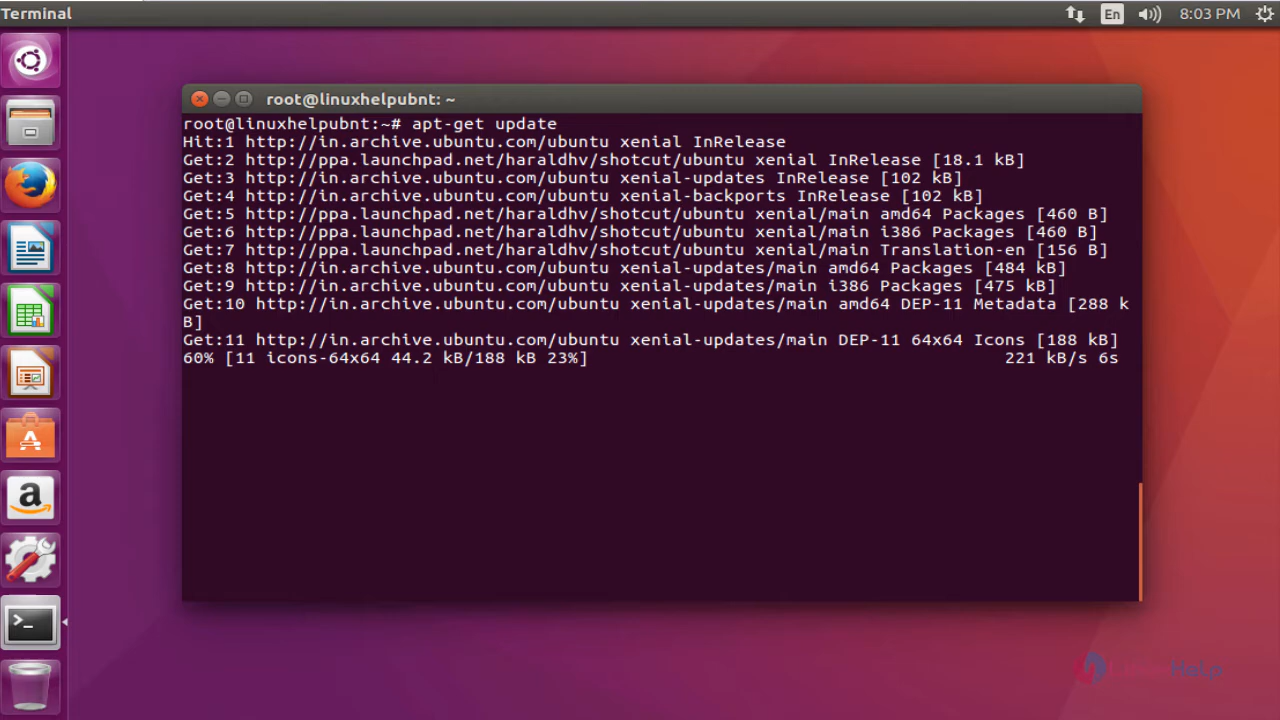 Terminal
En
8:03 PM
root@linuxhelpubnt: ~
root@linuxhelpubnt:~# apt-get update
Hit:1 http://in.archive.ubuntu.com/ubuntu xenial InRelease
Get:2 http://ppa.launchpad.net/haraldhv/shotcut/ubuntu xenial InRelease [18.1 kB]
Get:3 http://in.archive.ubuntu.com/ubuntu xenial-updates InRelease [102 kB]
Get:4 http://in.archive.ubuntu.com/ubuntu xenial-backports InRelease [102 kB]
Get:5 http://ppa.launchpad.net/haraldhv/shotcut/ubuntu xenial/main amd64 Packages [460 B]
Get:6 http://ppa.launchpad.net/haraldhv/shotcut/ubuntu xenial/main i386 Packages [460 B]
Get:7 http://ppa.launchpad.net/haraldhv/shotcut/ubuntu xenial/main Translation-en [156 B]
Get:8 http://in.archive.ubuntu.com/ubuntu xenial-updates/main amd64 Packages [484 kB]
Get:9 http://in.archive.ubuntu.com/ubuntu xenial-updates/main i386 Packages [475 kB]
Get:10 http://in.archive.ubuntu.com/ubuntu xenial-updates/main amd64 DEP-11 Metadata [288 k
B]
Get:11 http://in.archive.ubuntu.com/ubuntu xenial-updates/main DEP-11 64x64 Icons [188 kB]
60% [11 icons-64x64 44.2 kB/188 kB 23%] 221 kB/s 6s